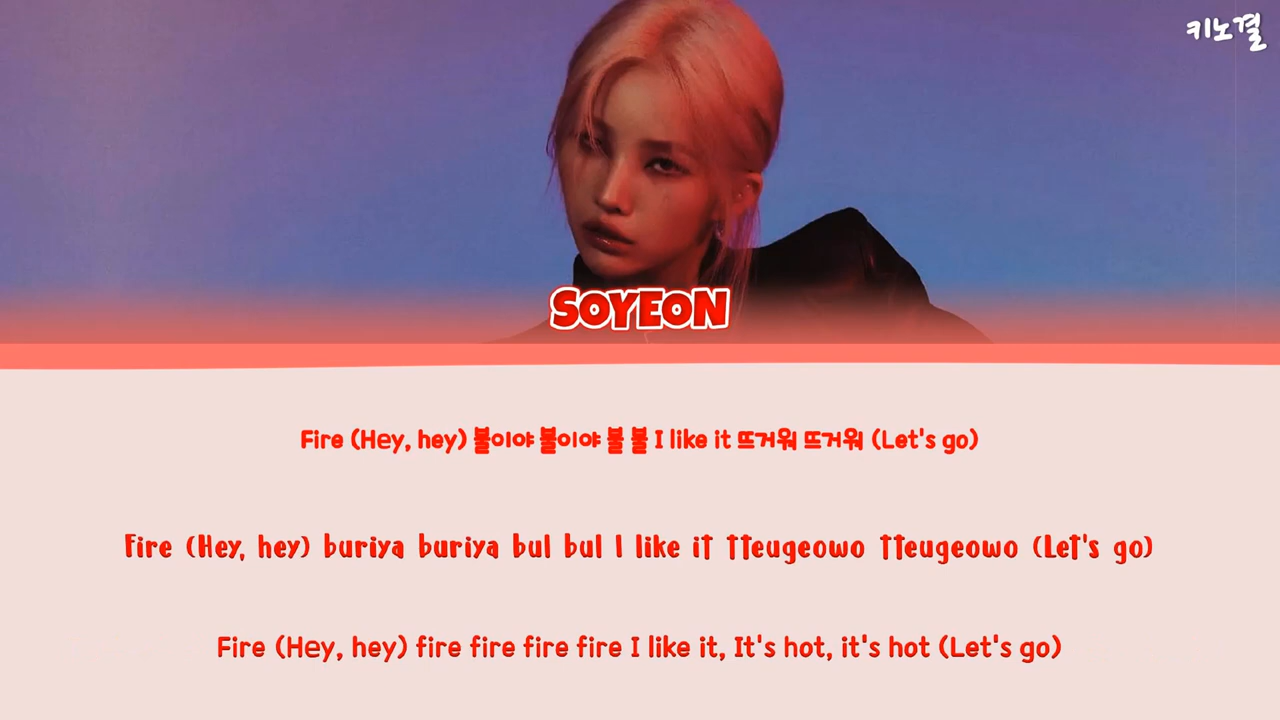 키노결
SOYEON
Fire (Hey, hey) 불이야 불이야 불 불 I like it 뜨거워 뜨거워 (Let's go)
Fire (Hey, hey) buriya buriya bul bul I like it tteugeowo tteugeowo (Let's go)
Fire (Hey, hey) fire fire fire fire I like it, It's hot, it's hot (Let's go)